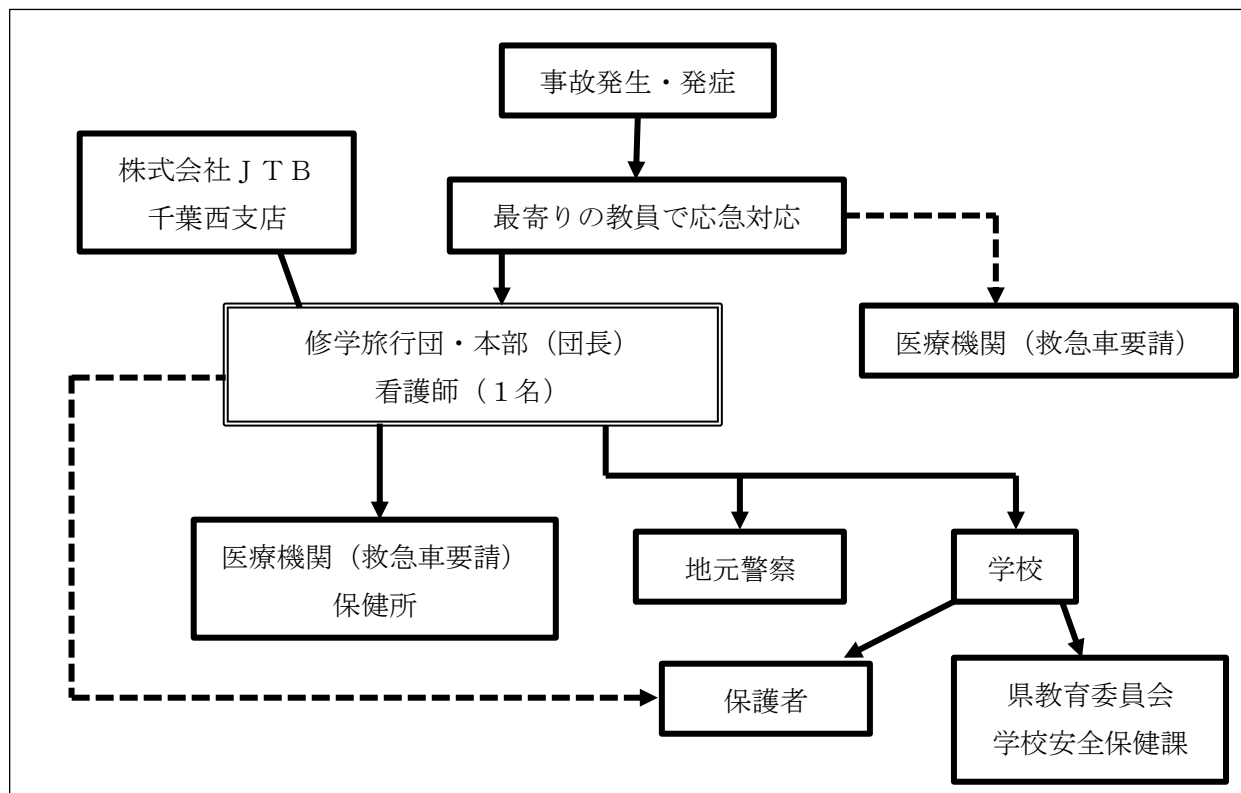 事故発生・発症
株式会社ＪＴＢ
千葉西支店
最寄りの教員で応急対応
修学旅行団・本部（団長）
看護師（１名）
医療機関（救急車要請）
医療機関（救急車要請）
保健所
地元警察
学校
保護者
県教育委員会
学校安全保健課